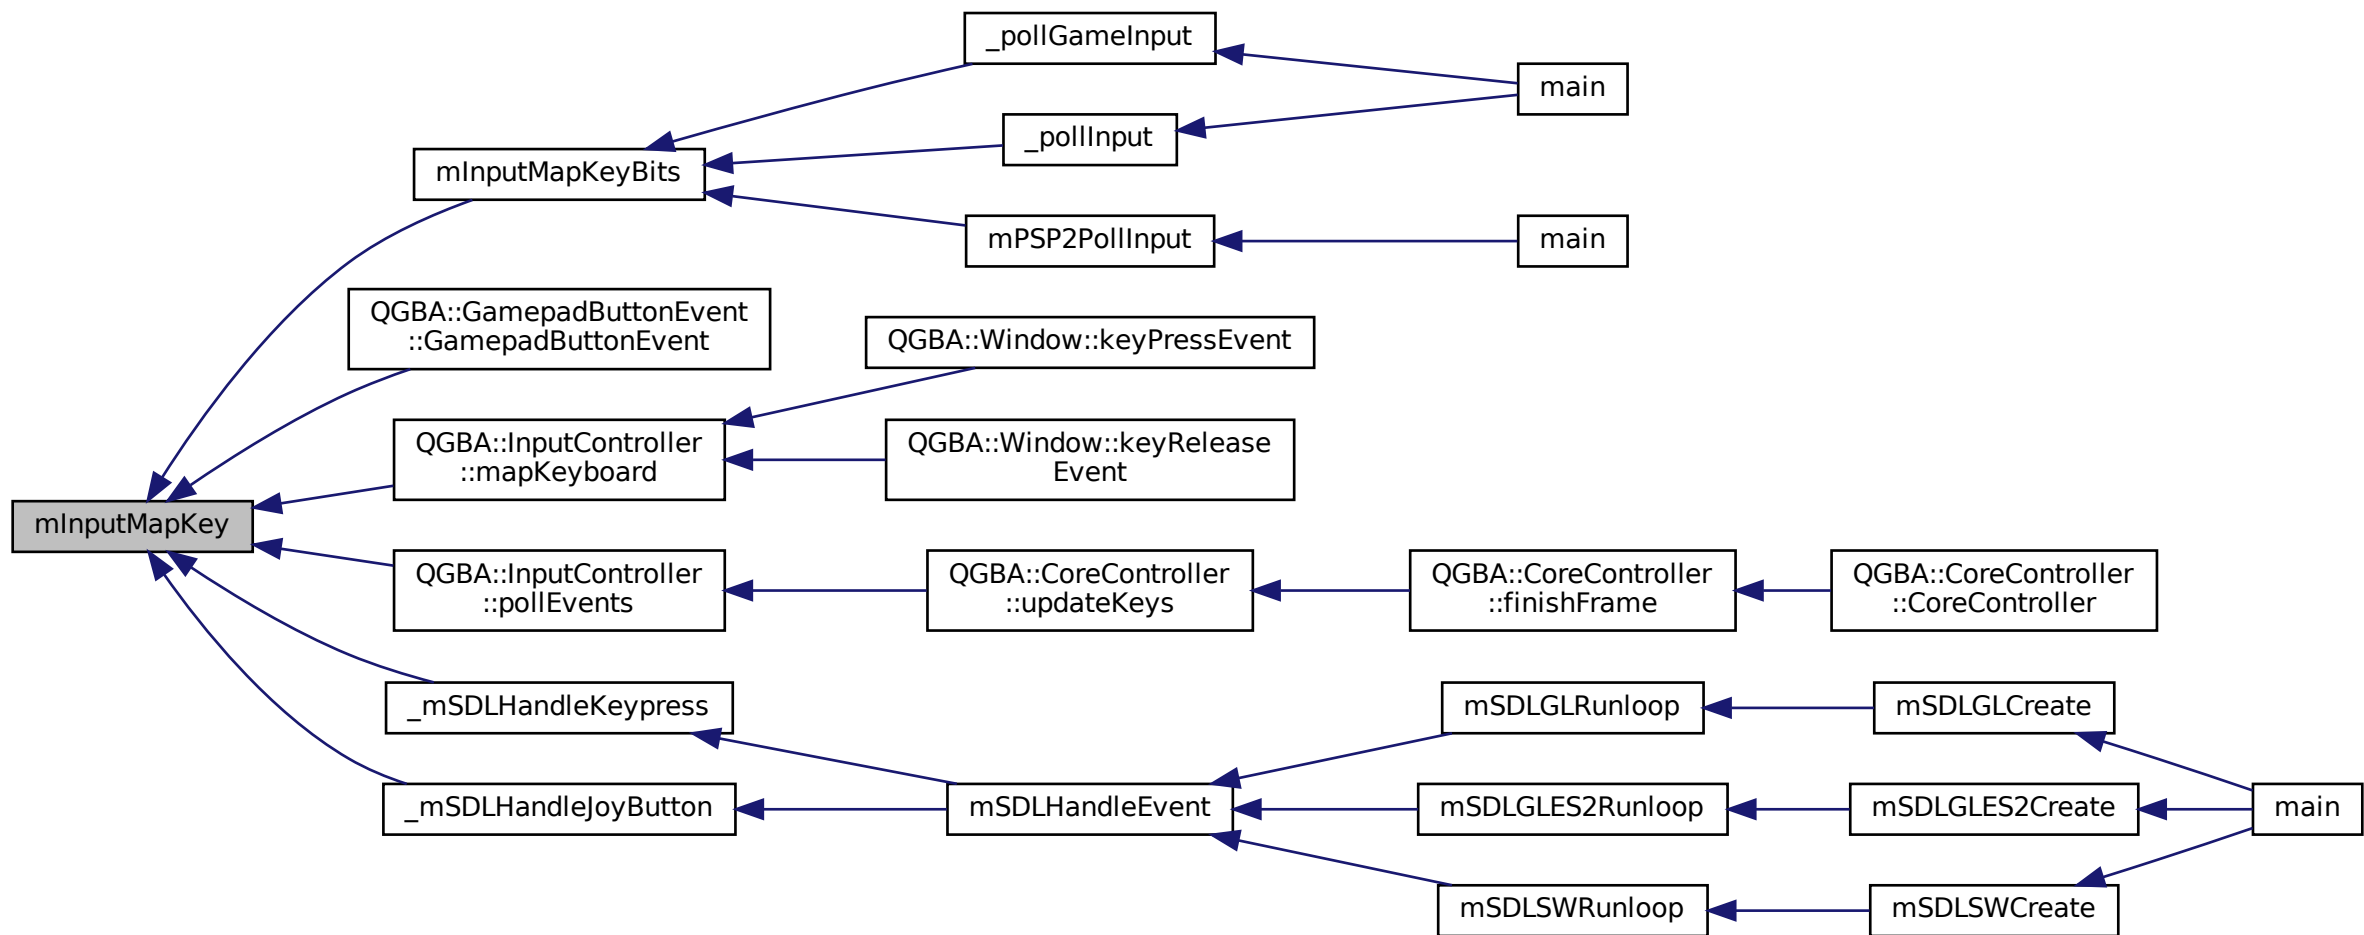 _pollGameInput
main
_pollInput
mInputMapKeyBits
mPSP2PollInput
main
QGBA::GamepadButtonEvent
::GamepadButtonEvent
QGBA::Window::keyPressEvent
QGBA::InputController
::mapKeyboard
QGBA::Window::keyRelease
Event
mInputMapKey
QGBA::InputController
::pollEvents
QGBA::CoreController
::updateKeys
QGBA::CoreController
::finishFrame
QGBA::CoreController
::CoreController
_mSDLHandleKeypress
mSDLGLRunloop
mSDLGLCreate
_mSDLHandleJoyButton
mSDLHandleEvent
mSDLGLES2Runloop
mSDLGLES2Create
main
mSDLSWRunloop
mSDLSWCreate